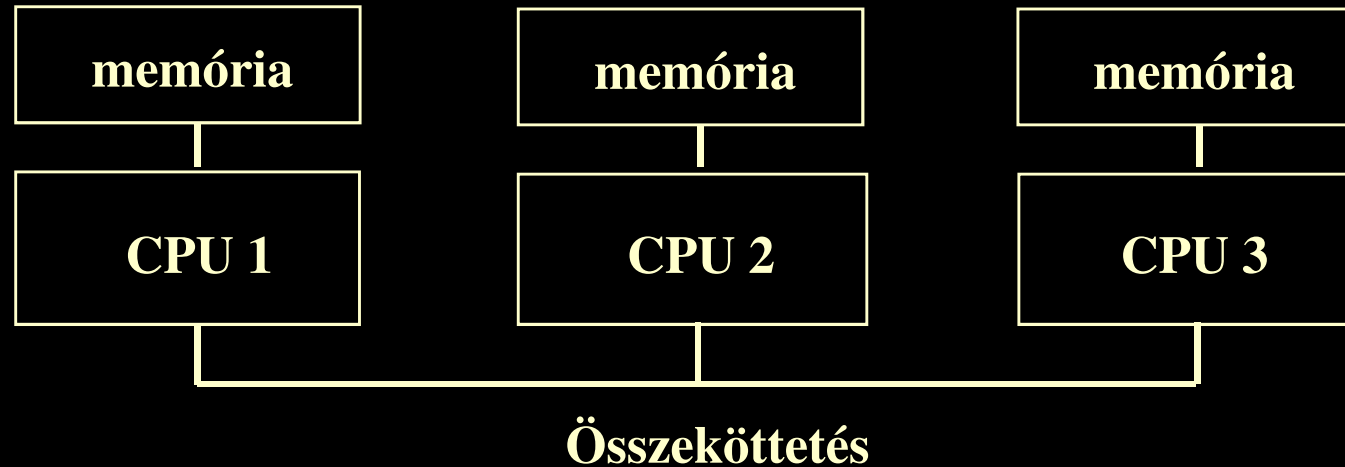 memória
memória
memória
CPU 1
CPU 2
CPU 3
Összeköttetés